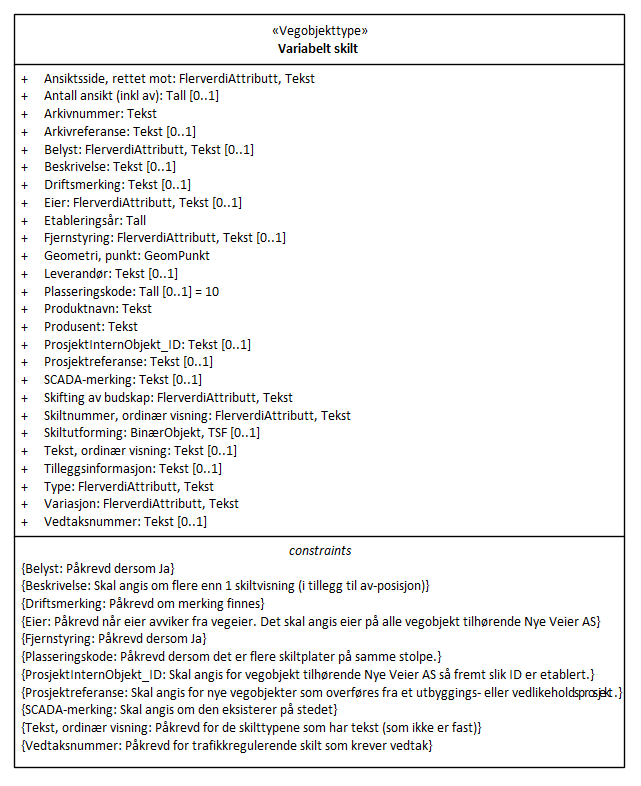 «Vegobjekttype»
Variabelt skilt
+ Ansiktsside, rettet mot: FlerverdiAttributt, Tekst
+ Antall ansikt (inkl av): Tall [0..1]
+ Arkivnummer: Tekst
+ Arkivreferanse: Tekst [0..1]
+ Belyst: FlerverdiAttributt, Tekst [0..1]
+ Beskrivelse: Tekst [0..1]
+ Driftsmerking: Tekst [0..1]
+ Eier: FlerverdiAttributt, Tekst [0..1]
+ Etableringsår: Tall
+ Fjernstyring: FlerverdiAttributt, Tekst [0..1]
+ Geometri, punkt: GeomPunkt
+ Leverandør: Tekst [0..1]
+ Plasseringskode: Tall [0..1] = 10
+ Produktnavn: Tekst
+ Produsent: Tekst
+ ProsjektInternObjekt_ID: Tekst [0..1]
+ Prosjektreferanse: Tekst [0..1]
+ SCADA-merking: Tekst [0..1]
+ Skifting av budskap: FlerverdiAttributt, Tekst
+ Skiltnummer, ordinær visning: FlerverdiAttributt, Tekst
+ Skiltutforming: BinærObjekt, TSF [0..1]
+ Tekst, ordinær visning: Tekst [0..1]
+ Tilleggsinformasjon: Tekst [0..1]
+ Type: FlerverdiAttributt, Tekst
+ Variasjon: FlerverdiAttributt, Tekst
+ Vedtaksnummer: Tekst [0..1]
constraints
{Belyst: Påkrevd dersom Ja}
{Beskrivelse: Skal angis om flere enn 1 skiltvisning (i tillegg til av-posisjon)}
{Driftsmerking: Påkrevd om merking finnes}
{Eier: Påkrevd når eier avviker fra vegeier. Det skal angis eier på alle vegobjekt tilhørende Nye Veier AS}
{Fjernstyring: Påkrevd dersom Ja}
{Plasseringskode: Påkrevd dersom det er flere skiltplater på samme stolpe.}
{ProsjektInternObjekt_ID: Skal angis for vegobjekt tilhørende Nye Veier AS så fremt slik ID er etablert.}
{Prosjektreferanse: Skal angis for nye vegobjekter som overføres fra et utbyggings- eller vedlikeholdsprosjekt.}
{SCADA-merking: Skal angis om den eksisterer på stedet}
{Tekst, ordinær visning: Påkrevd for de skilttypene som har tekst (som ikke er fast)}
{Vedtaksnummer: Påkrevd for trafikkregulerende skilt som krever vedtak}